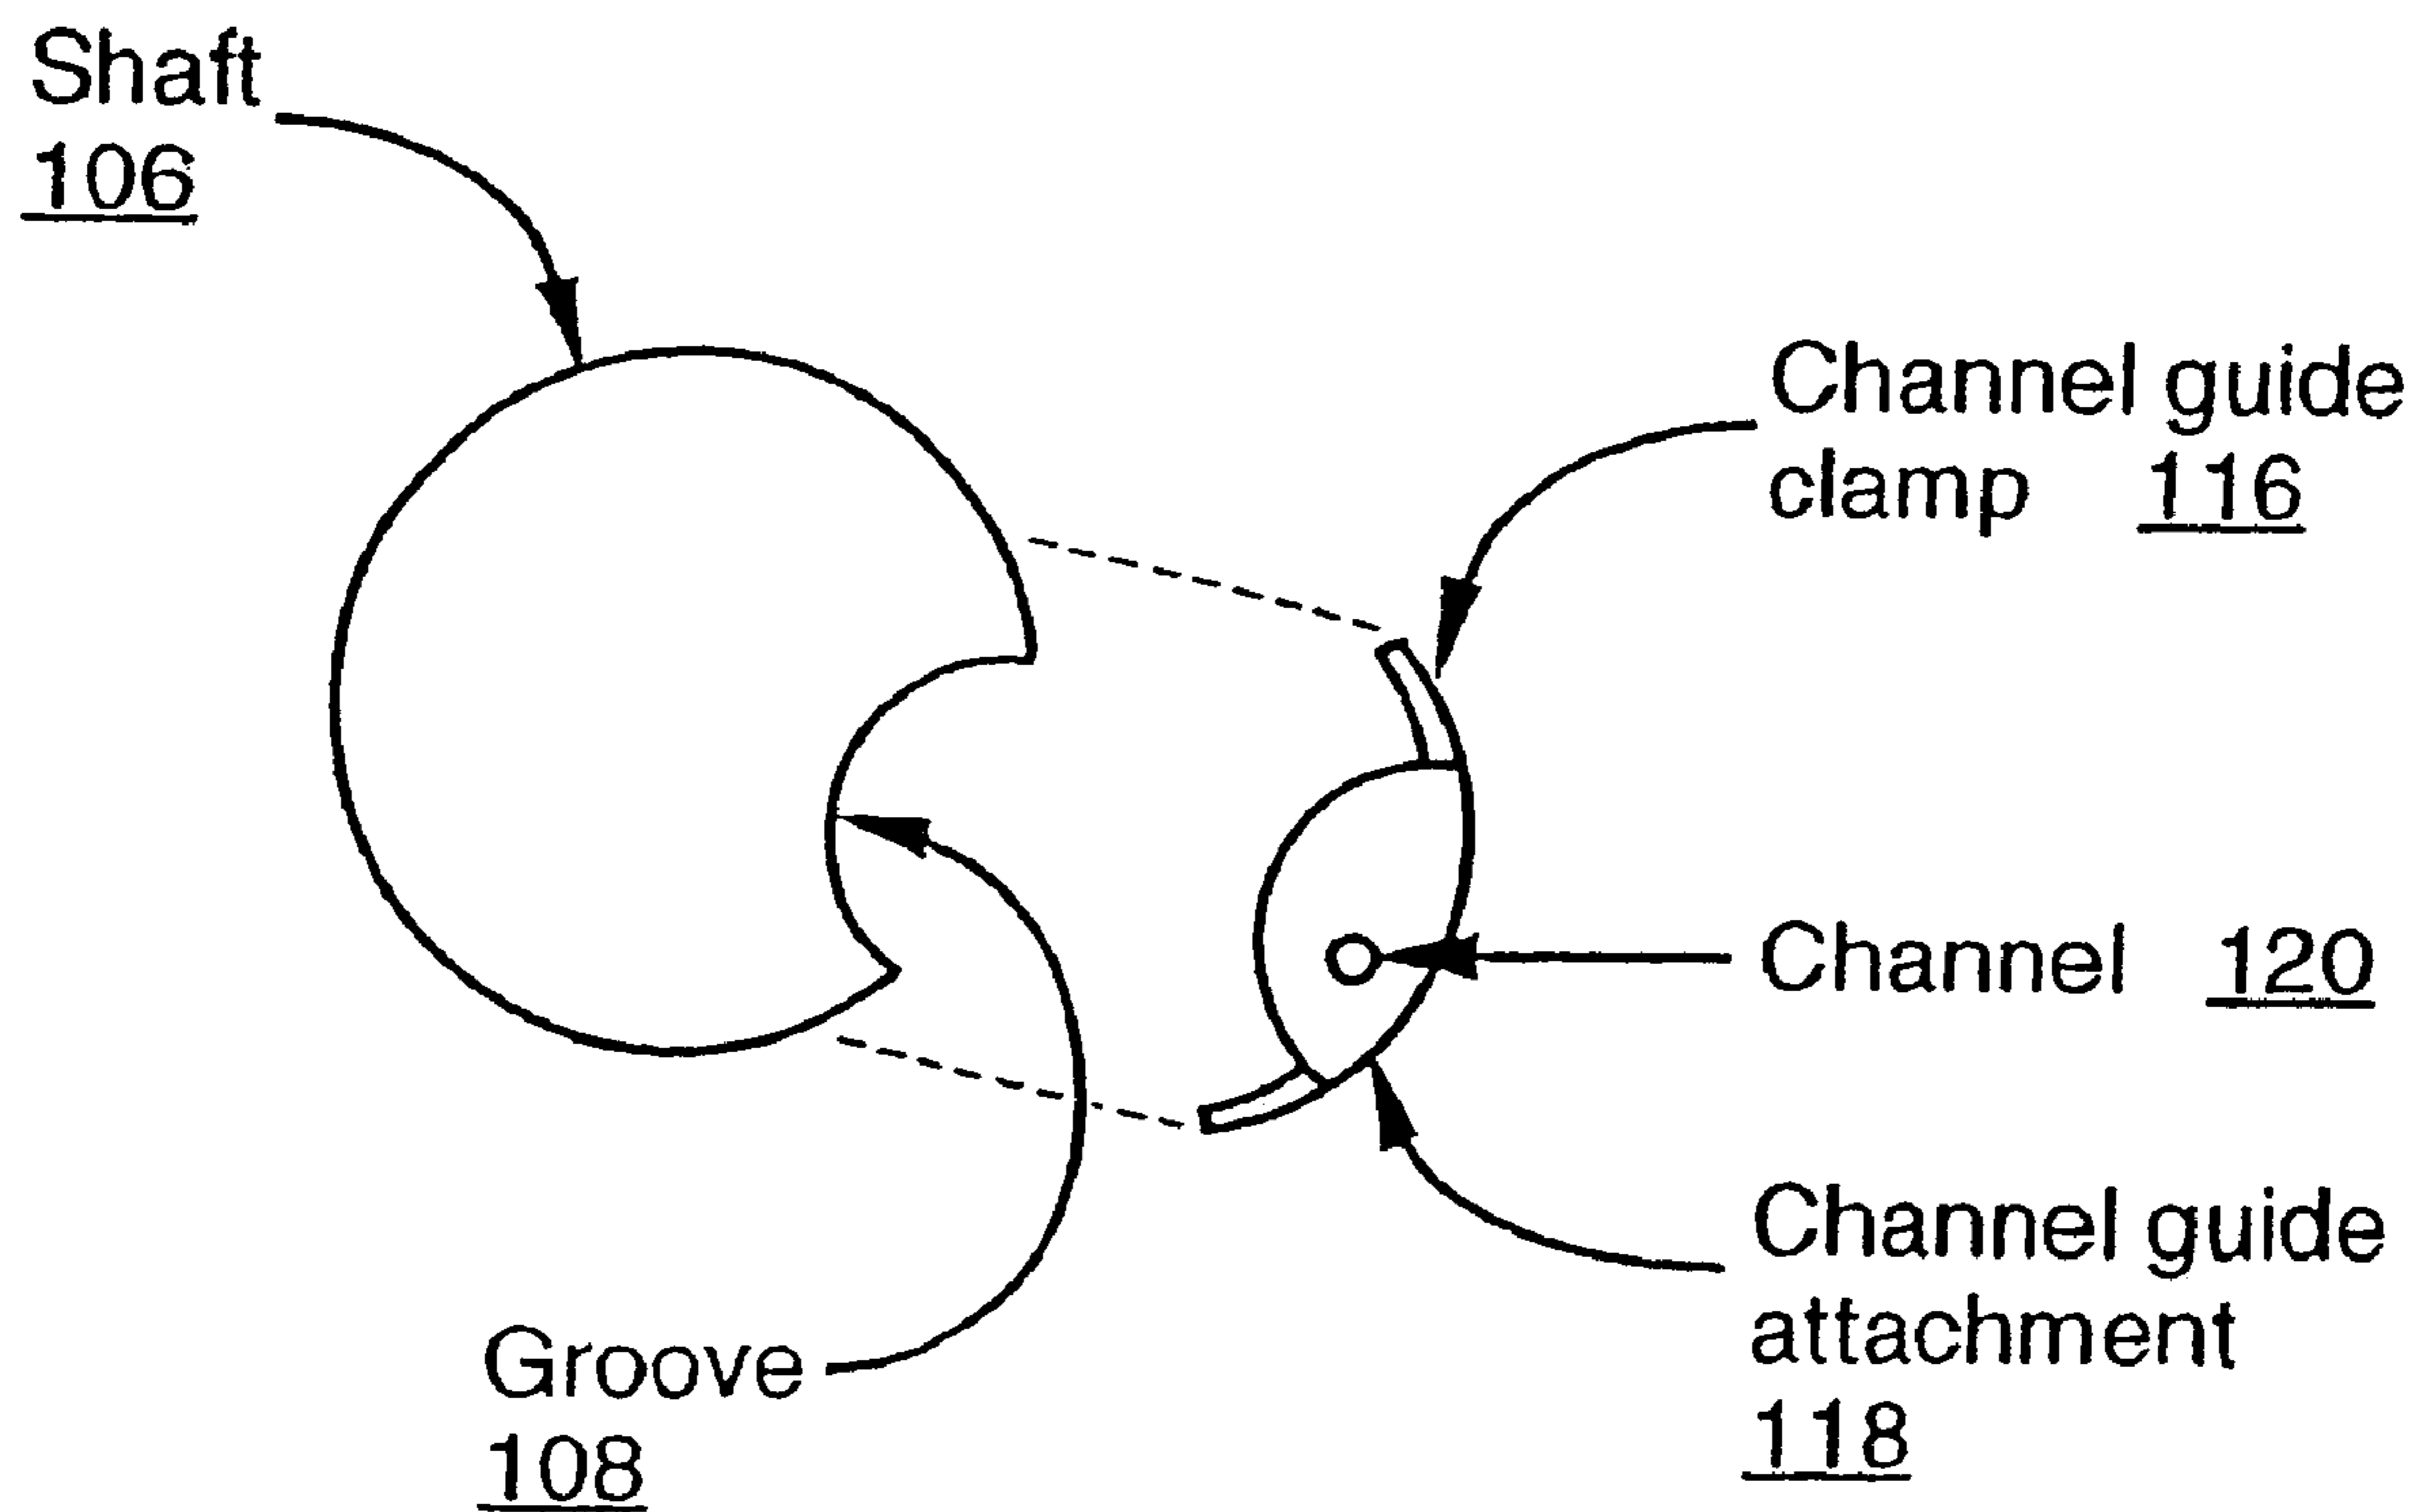 Shaft
106
Channel guide
clamp 116
Channel 120
Channel guide
attachment
118
Groove
108